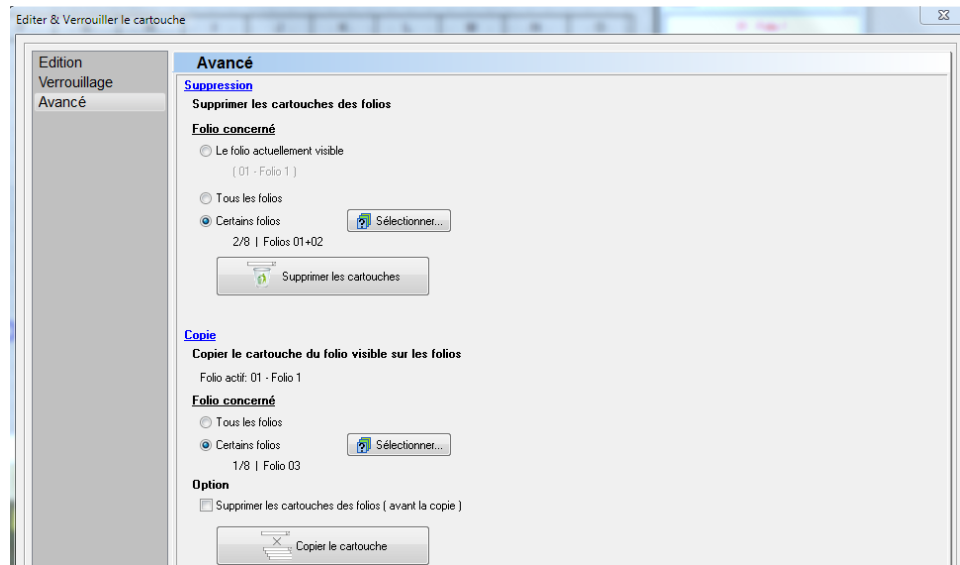 Editer & Verrouiller le cartouche
Edition
Verrouillage
Avancé
Avancé
Suppression
Supprimer les cartouches des folios
Folio concerné
Le folio actuellement visible
( 01 - Folio 1 )
Tous les folios
Certains folios
Sélectionner...
2/8 | Folios 01+02
Supprimer les cartouches
Copie
Copier le cartouche du folio visible sur les folios
Folio actif: 01 - Folio 1
Folio concerné
Tous les folios
Certains folios
Sélectionner...
1/8 | Folio 03
Option
Supprimer les cartouches des folios ( avant la copie )
Copier le cartouche